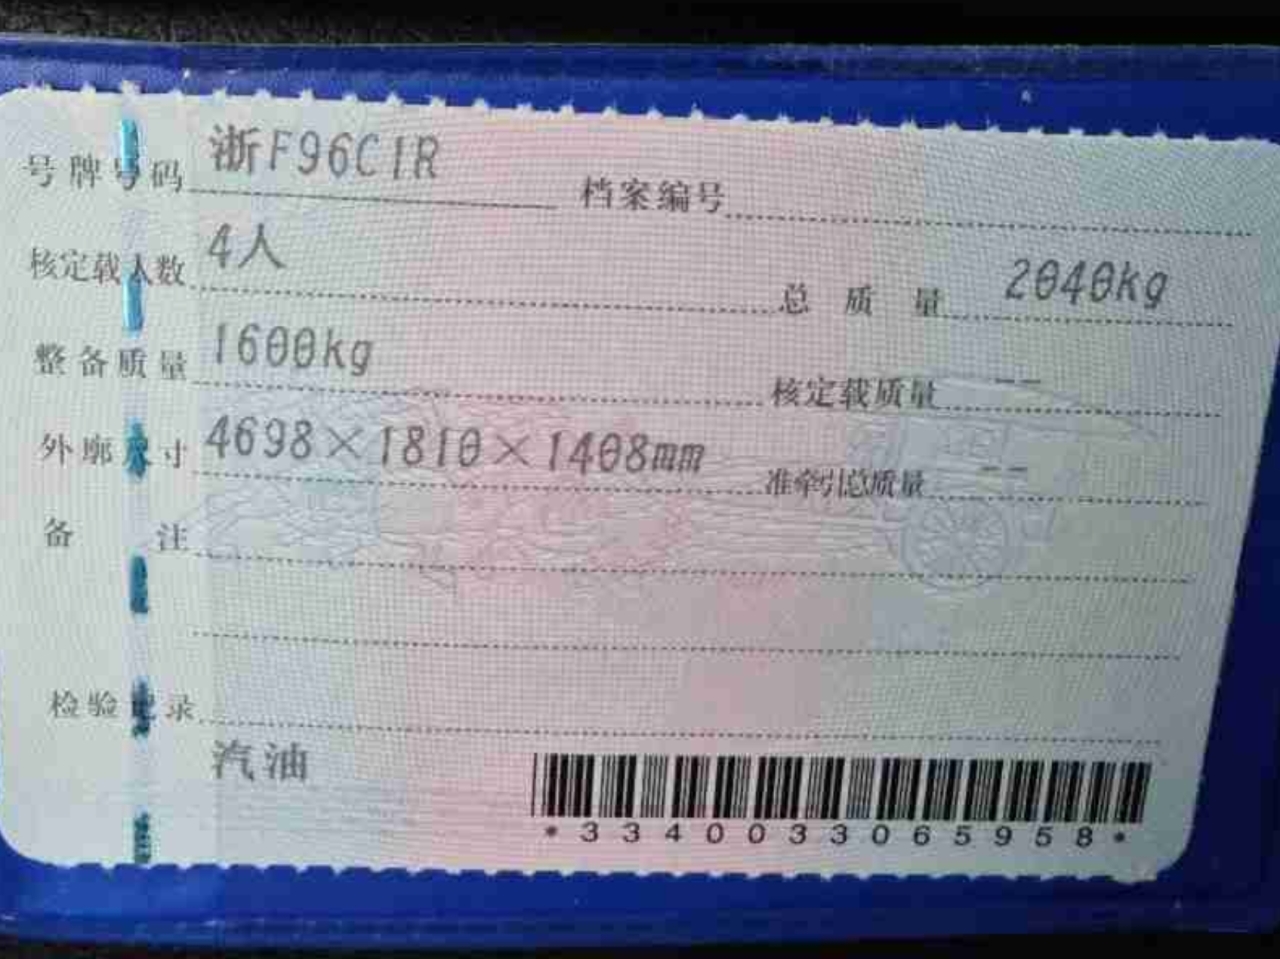 号牌号码 浙F96C1R 档案编号
核定载人数 4人 总质量 2040kg
整备质量 1600kg 核定载质量 --
外廓尺寸 4698×1810×1408mm 准牵引总质量 --
备注
检验记录
汽油
*3340033065958*